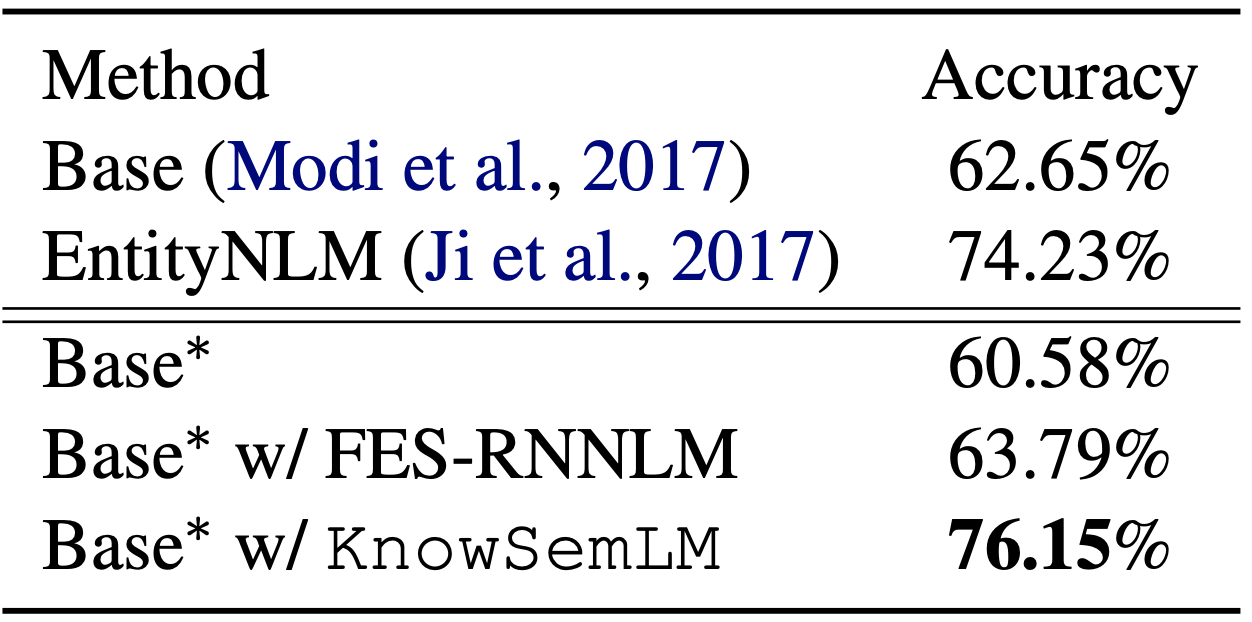 Method Accuracy
Base (Modi et al., 2017) 62.65%
EntityNLM (Ji et al., 2017) 74.23%
Base* 60.58%
Base* w/ FES-RNNLM 63.79%
Base* w/ KnowSemLM 76.15%